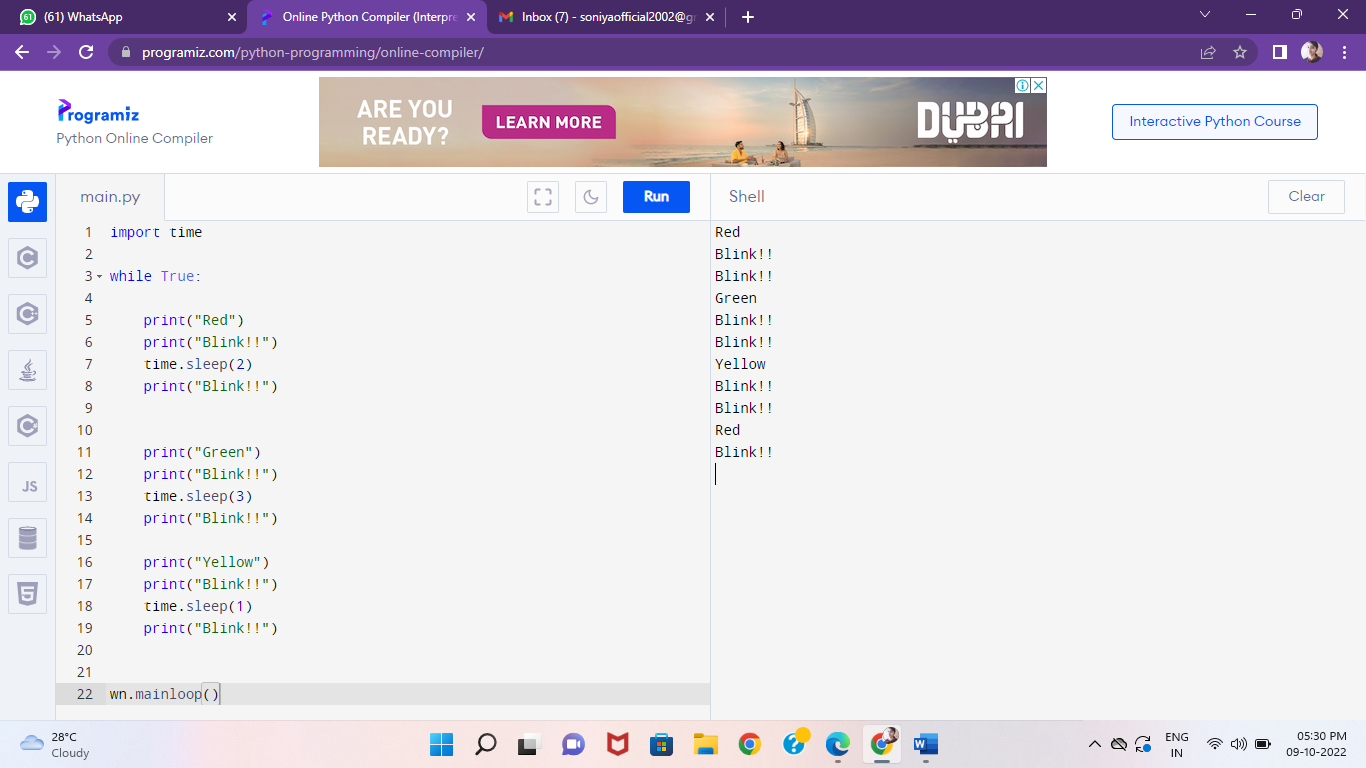 (61) WhatsApp
Online Python Compiler (Interpre
Inbox (7) - soniyaofficial2002@gr
programiz.com/python-programming/online-compiler/
Programiz
Python Online Compiler
ARE YOU
READY?
LEARN MORE
DUBAI
Interactive Python Course
main.py
Run
Shell
Clear
1 import time
2
3 while True:
4
5 print("Red")
6 print("Blink!!")
7 time.sleep(2)
8 print("Blink!!")
9
10
11 print("Green")
12 print("Blink!!")
13 time.sleep(3)
14 print("Blink!!")
15
16 print("Yellow")
17 print("Blink!!")
18 time.sleep(1)
19 print("Blink!!")
20
21
22 wn.mainloop()
JS
Red
Blink!!
Blink!!
Green
Blink!!
Blink!!
Yellow
Blink!!
Blink!!
Red
Blink!!
28°C
Cloudy
ENG
IN
05:30 PM
09-10-2022